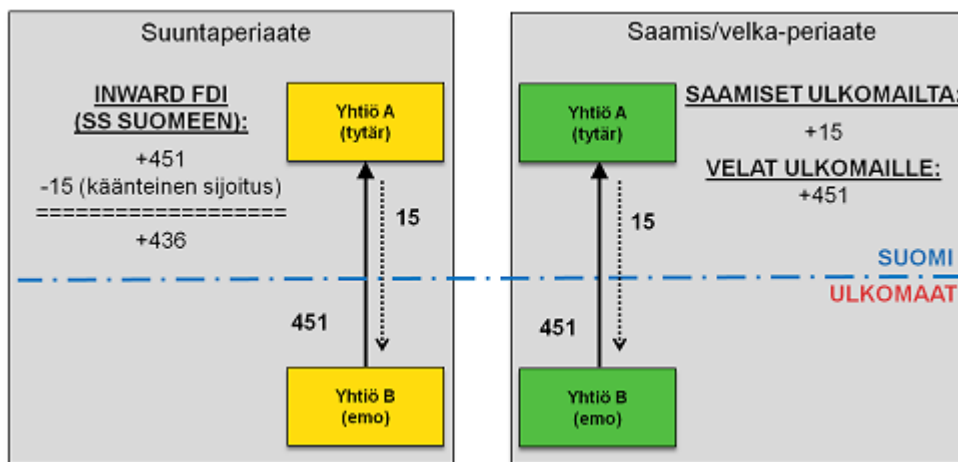 Suuntaperiaate
INWARD FDI
(SS SUOMEEN):
+451
-15 (käänteinen sijoitus)
===================
+436
Yhtiö A
(tytär)
15
451
Yhtiö B
(emo)
Saamis/velka-periaate
Yhtiö A
(tytär)
SAAMISET ULKOMAILTA:
+15
VELAT ULKOMAILLE:
+451
15
SUOMI
ULKOMAAT
451
Yhtiö B
(emo)